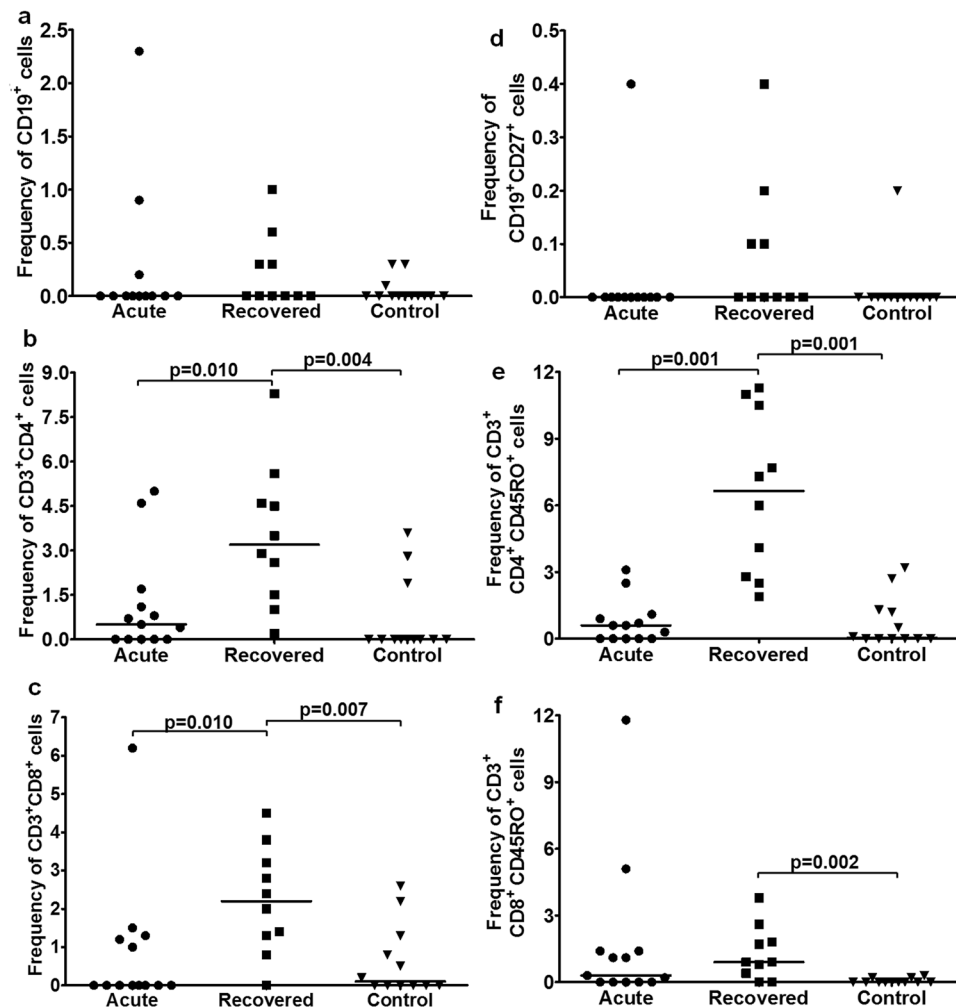 a
Frequency of CD19+ cells
2.5
2.0
1.5
1.0
0.5
0.0
Acute Recovered Control
d
Frequency of
CD19+CD27+ cells
0.5
0.4
0.3
0.2
0.1
0.0
Acute Recovered Control
b
Frequency of CD3+CD4+ cells
9.0
7.5
6.0
4.5
3.0
1.5
0.0
p=0.010
p=0.004
Acute Recovered Control
e
Frequency of CD3+
CD4+ CD45RO+ cells
12
9
6
3
0
p=0.001
p=0.001
Acute Recovered Control
c
Frequency of CD3+CD8+ cells
7
6
5
4
3
2
1
0
p=0.010
p=0.007
Acute Recovered Control
f
Frequency of CD3+
CD8+ CD45RO+ cells
12
9
6
3
0
p=0.002
Acute Recovered Control